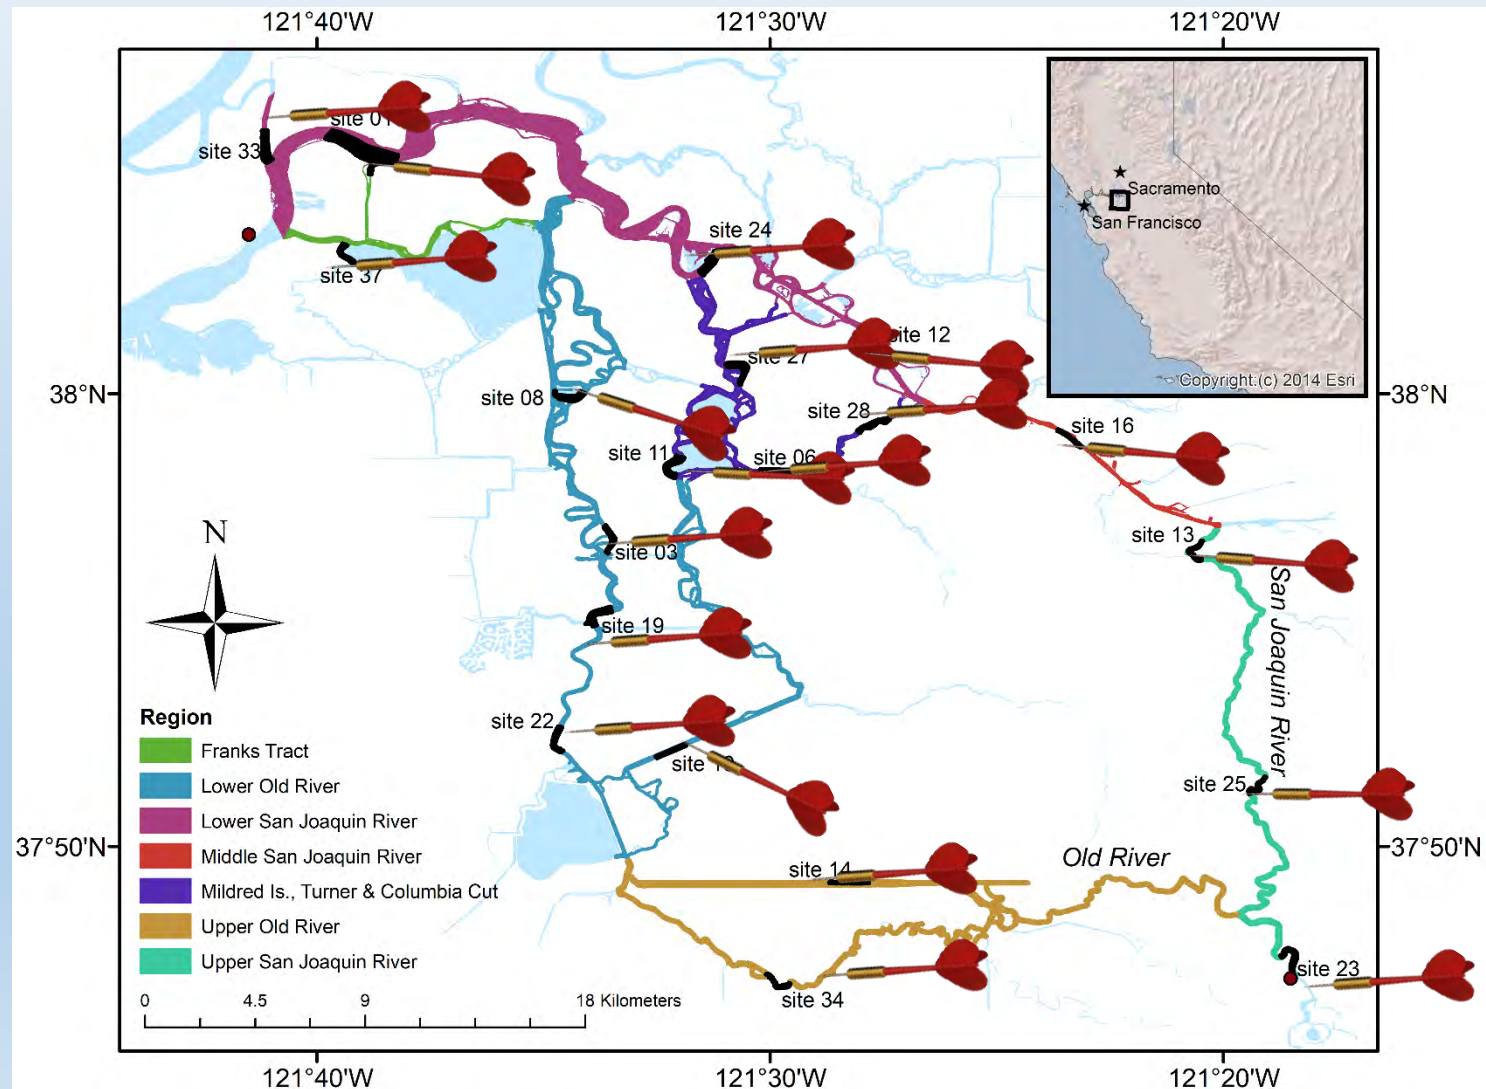 121°40'W
121°30'W
121°20'W
site 33
site 37
site 24
Sacramento
San Francisco
Copyright:(c) 2014 Esri
site 27
site 12
38°N
38°N
site 08
site 28
site 16
site 11
site 06
site 13
site 03
N
San Joaquin River
site 19
site 22
site
site 25
37°50'N
37°50'N
Old River
site 14
site 23
site 34
Region
Franks Tract
Lower Old River
Lower San Joaquin River
Middle San Joaquin River
Mildred Is., Turner & Columbia Cut
Upper Old River
Upper San Joaquin River
0 4.5 9 18 Kilometers
121°40'W
121°30'W
121°20'W